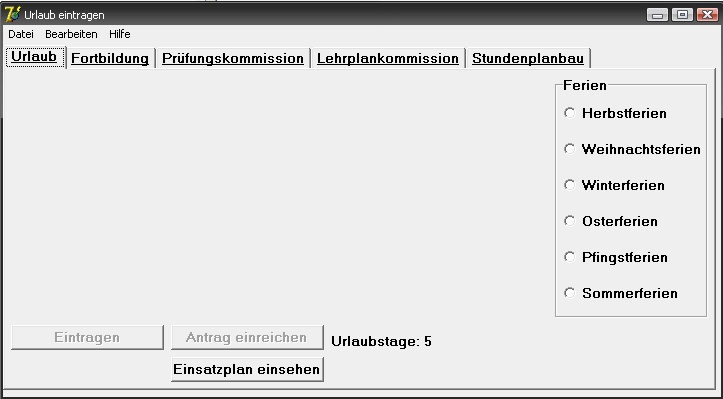 Urlaub eintragen
Datei Bearbeiten Hilfe
Urlaub Fortbildung Prüfungskommission Lehrplankommission Stundenplanbau
Ferien
Herbstferien
Weihnachtsferien
Winterferien
Osterferien
Pfingstferien
Sommerferien
Eintragen Antrag einreichen Urlaubstage: 5
Einsatzplan einsehen